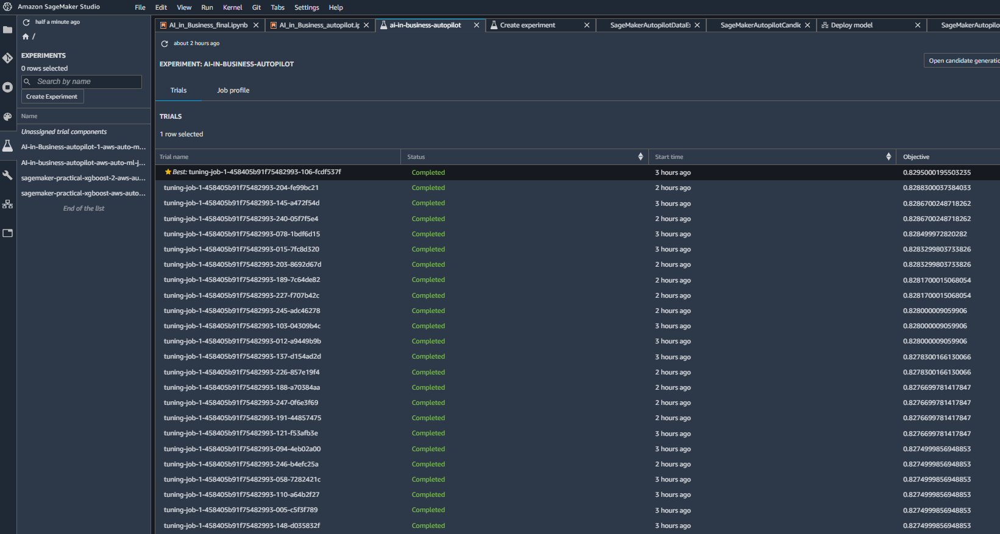 Amazon SageMaker Studio File Edit View Run Kernel Git Tabs Settings Help
half a minute ago
/
EXPERIMENTS
0 rows selected
Search by name
Create Experiment
Name
Unassigned trial components
AI-in-Business-autopilot-1-aws-auto-m...
AI-in-business-autopilot-aws-auto-ml-j...
sagemaker-practical-xgboost-2-aws-au...
sagemaker-practical-xgboost-aws-auto...
End of the list
AI_in_Business_final.ipynb AI_in_Business_autopilot.ip ai-in-business-autopilot Create experiment SageMakerAutopilotDataEx SageMakerAutopilotCandic Deploy model SageMakerAutopilo
about 2 hours ago
EXPERIMENT: AI-IN-BUSINESS-AUTOPILOT
Open candidate generatio
Trials Job profile
TRIALS
1 row selected
Trial name Status Start time Objective
Best: tuning-job-1-458405b91f75482993-106-fcdf537f Completed 3 hours ago 0.8295000195503235
tuning-job-1-458405b91f75482993-204-fe99bc21 Completed 2 hours ago 0.8288300037384033
tuning-job-1-458405b91f75482993-145-a472f54d Completed 3 hours ago 0.8286700248718262
tuning-job-1-458405b91f75482993-240-05f7f5e4 Completed 2 hours ago 0.8286700248718262
tuning-job-1-458405b91f75482993-078-1bdf6d15 Completed 3 hours ago 0.828499972820282
tuning-job-1-458405b91f75482993-015-7fc8d320 Completed 3 hours ago 0.8283299803733826
tuning-job-1-458405b91f75482993-203-8692d67d Completed 2 hours ago 0.8283299803733826
tuning-job-1-458405b91f75482993-189-7c64de82 Completed 2 hours ago 0.8281700015068054
tuning-job-1-458405b91f75482993-227-f707b42c Completed 2 hours ago 0.8281700015068054
tuning-job-1-458405b91f75482993-245-adc46278 Completed 2 hours ago 0.828000009059906
tuning-job-1-458405b91f75482993-103-04309b4c Completed 3 hours ago 0.828000009059906
tuning-job-1-458405b91f75482993-012-a9449b9b Completed 3 hours ago 0.828000009059906
tuning-job-1-458405b91f75482993-137-d154ad2d Completed 3 hours ago 0.8278300166130066
tuning-job-1-458405b91f75482993-226-857e19f4 Completed 2 hours ago 0.8278300166130066
tuning-job-1-458405b91f75482993-188-a70384aa Completed 2 hours ago 0.8276699781417847
tuning-job-1-458405b91f75482993-247-0f6e3f69 Completed 2 hours ago 0.8276699781417847
tuning-job-1-458405b91f75482993-191-44857475 Completed 2 hours ago 0.8276699781417847
tuning-job-1-458405b91f75482993-121-f53afb3e Completed 3 hours ago 0.8276699781417847
tuning-job-1-458405b91f75482993-094-4eb02a00 Completed 3 hours ago 0.8274999856948853
tuning-job-1-458405b91f75482993-246-b4efc25a Completed 2 hours ago 0.8274999856948853
tuning-job-1-458405b91f75482993-058-7282421c Completed 3 hours ago 0.8274999856948853
tuning-job-1-458405b91f75482993-110-a64b2f27 Completed 3 hours ago 0.8274999856948853
tuning-job-1-458405b91f75482993-005-c5f3f789 Completed 3 hours ago 0.8274999856948853
tuning-job-1-458405b91f75482993-148-d035832f Completed 3 hours ago 0.8274999856948853